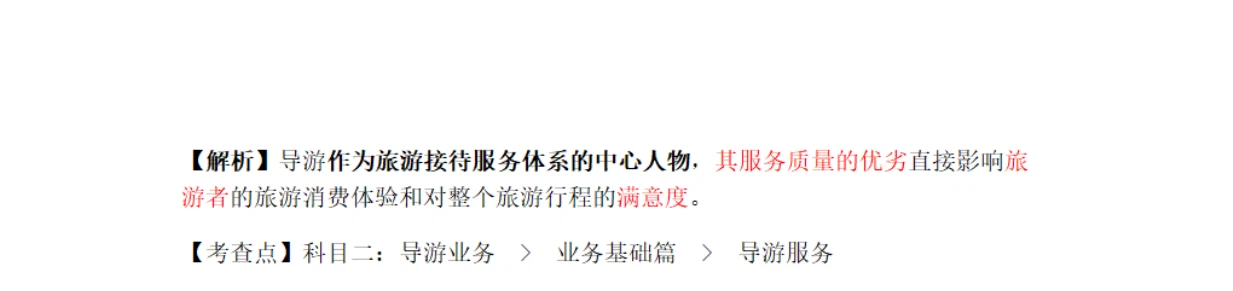 【解析】导游作为旅游接待服务体系的中心人物，其服务质量的优劣直接影响旅
游者的旅游消费体验和对整个旅游行程的满意度。
【考查点】科目二：导游业务 > 业务基础篇 > 导游服务